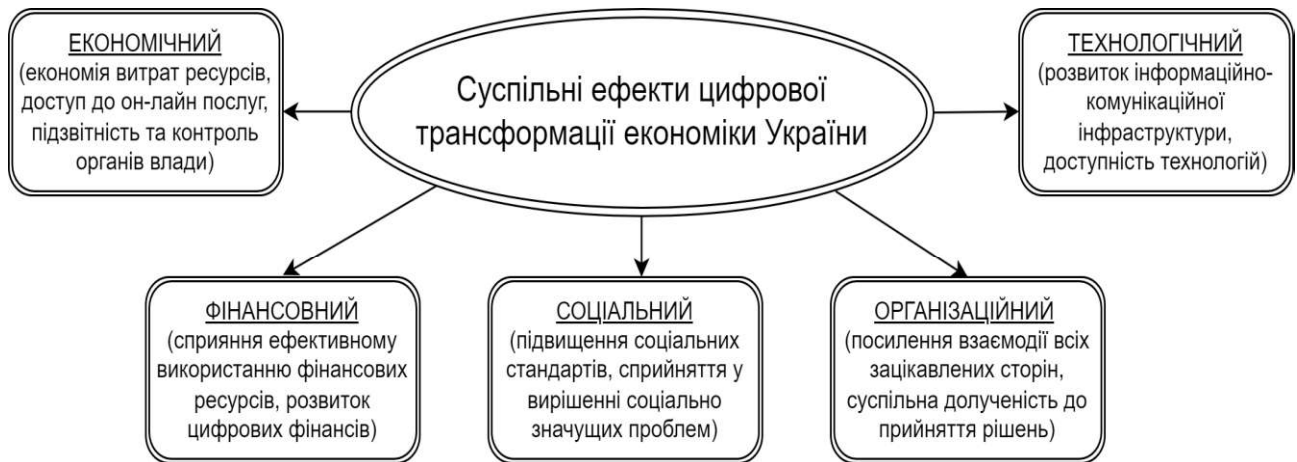 Суспільні ефекти цифрової
трансформації економіки України
ЕКОНОМІЧНИЙ
(економія витрат ресурсів,
доступ до он-лайн послуг,
підзвітність та контроль
органів влади)
ТЕХНОЛОГІЧНИЙ
(розвиток інформаційно-
комунікаційної
інфраструктури,
доступність технологій)
ФІНАНСОВНИЙ
(сприяння ефективному
використанню фінансових
ресурсів, розвиток
цифрових фінансів)
СОЦІАЛЬНИЙ
(підвищення соціальних
стандартів, сприйняття у
вирішенні соціально
значущих проблем)
ОРГАНІЗАЦІЙНИЙ
(посилення взаємодії всіх
зацікавлених сторін,
суспільна долученість до
прийняття рішень)